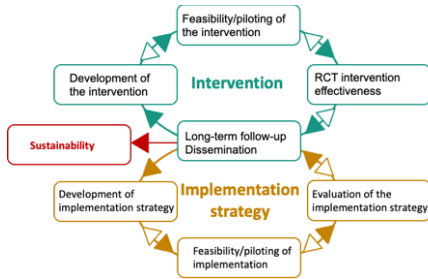 Feasibility/piloting of
the intervention
Development of
the intervention
Intervention
RCT intervention
effectiveness
Sustainability
Long-term follow-up
Dissemination
Development of
implementation strategy
Implementation
strategy
Evaluation of the
implementation strategy
Feasibility/piloting of
implementation